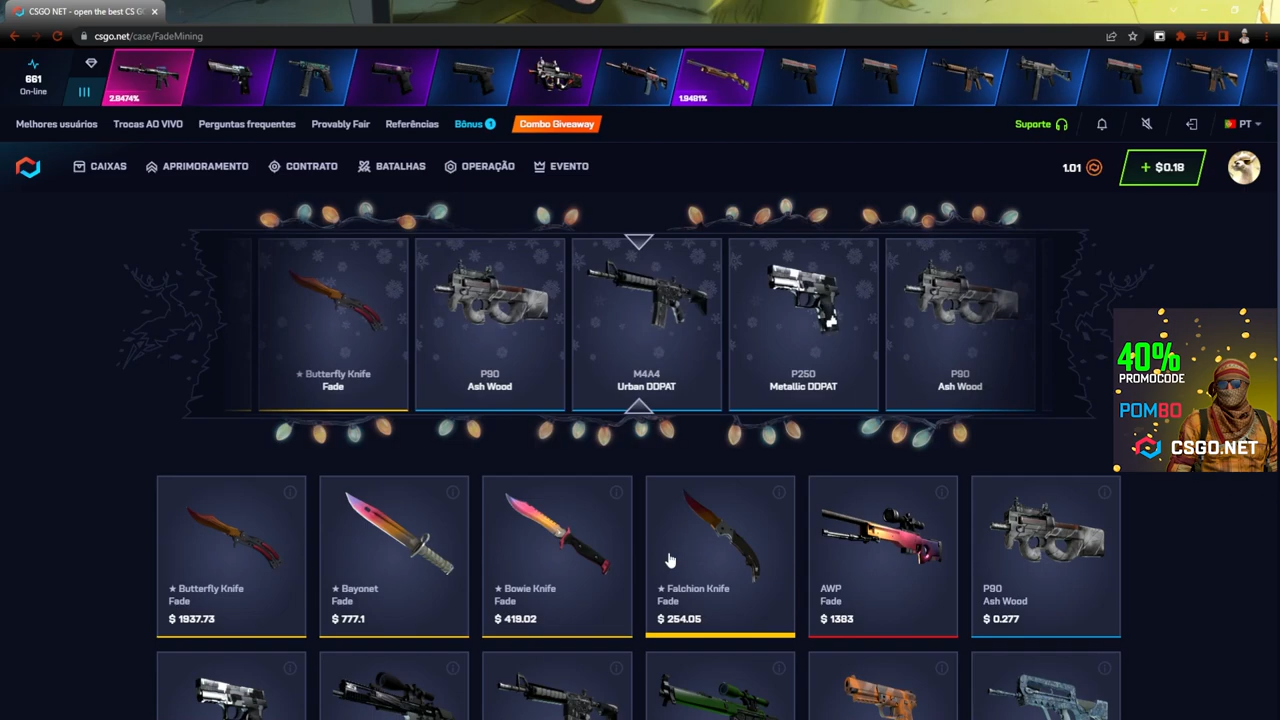 CSGO NET - open the best CS G
csgo.net/case/FadeMining
661
On-line
2.8474%
1.9481%
Melhores usuários
Trocas AO VIVO
Perguntas frequentes
Provably Fair
Referências
Bônus 1
Combo Giveaway
Suporte
PT
CAIXAS
APRIMORAMENTO
CONTRATO
BATALHAS
OPERAÇÃO
EVENTO
1.01
+ $0.18
★ Butterfly Knife
Fade
P90
Ash Wood
M4A4
Urban DDPAT
P250
Metallic DDPAT
P90
Ash Wood
40%
PROMOCODE
POMBO
CSGO.NET
★ Butterfly Knife
Fade
$ 1937.73
★ Bayonet
Fade
$ 777.1
★ Bowie Knife
Fade
$ 419.02
★ Falchion Knife
Fade
$ 254.05
AWP
Fade
$ 1383
P90
Ash Wood
$ 0.277